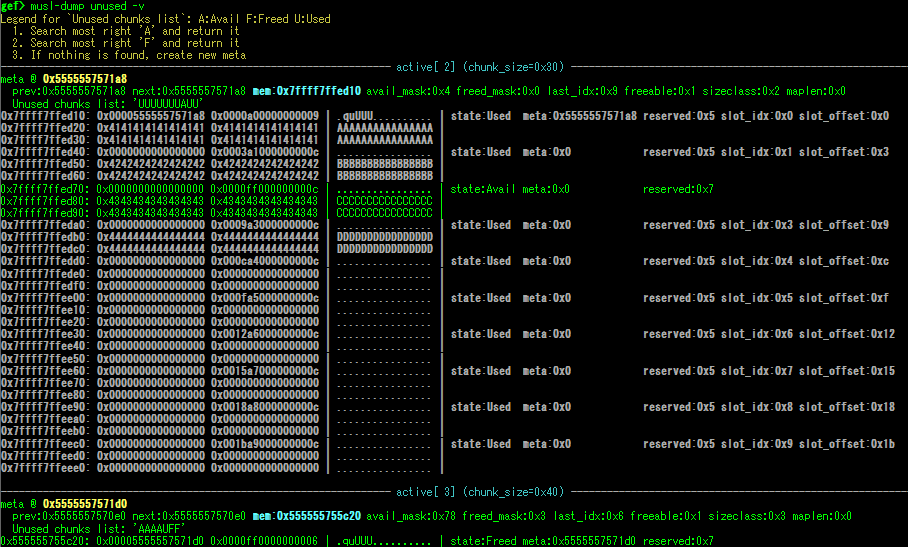 gef> musl-dump unused -v
Legend for `Unused chunks list`: A:Avail F:Freed U:Used
1. Search most right 'A' and return it
2. Search most right 'F' and return it
3. If nothing is found, create new meta
active[ 2] (chunk_size=0x30)
meta @ 0x5555557571a8
prev:0x5555557571a8 next:0x5555557571a8 mem:0x7ffff7ffed10 avail_mask:0x4 freed_mask:0x0 last_idx:0x9 freeable:0x1 sizeclass:0x2 maplen:0x0
Unused chunks list: 'UUUUUUUAUU'
0x7ffff7ffed10: 0x00005555557571a8 0x0000a00000000009 | .quUUU.......... | state:Used meta:0x5555557571a8 reserved:0x5 slot_idx:0x0 slot_offset:0x0
0x7ffff7ffed20: 0x4141414141414141 0x4141414141414141 | AAAAAAAAAAAAAAAA |
0x7ffff7ffed30: 0x4141414141414141 0x4141414141414141 | AAAAAAAAAAAAAAAA |
0x7ffff7ffed40: 0x0000000000000000 0x0003a1000000000c | ................ | state:Used meta:0x0 reserved:0x5 slot_idx:0x1 slot_offset:0x3
0x7ffff7ffed50: 0x4242424242424242 0x4242424242424242 | BBBBBBBBBBBBBBBB |
0x7ffff7ffed60: 0x4242424242424242 0x4242424242424242 | BBBBBBBBBBBBBBBB |
0x7ffff7ffed70: 0x0000000000000000 0x0000ff000000000c | ................ | state:Avail meta:0x0 reserved:0x7
0x7ffff7ffed80: 0x4343434343434343 0x4343434343434343 | CCCCCCCCCCCCCCCC |
0x7ffff7ffed90: 0x4343434343434343 0x4343434343434343 | CCCCCCCCCCCCCCCC |
0x7ffff7ffeda0: 0x0000000000000000 0x0009a3000000000c | ................ | state:Used meta:0x0 reserved:0x5 slot_idx:0x3 slot_offset:0x9
0x7ffff7ffedb0: 0x4444444444444444 0x4444444444444444 | DDDDDDDDDDDDDDDD |
0x7ffff7ffedc0: 0x4444444444444444 0x4444444444444444 | DDDDDDDDDDDDDDDD |
0x7ffff7ffedd0: 0x0000000000000000 0x000ca4000000000c | ................ | state:Used meta:0x0 reserved:0x5 slot_idx:0x4 slot_offset:0xc
0x7ffff7ffede0: 0x0000000000000000 0x0000000000000000 | ................ |
0x7ffff7ffedf0: 0x0000000000000000 0x0000000000000000 | ................ |
0x7ffff7ffee00: 0x0000000000000000 0x000fa5000000000c | ................ | state:Used meta:0x0 reserved:0x5 slot_idx:0x5 slot_offset:0xf
0x7ffff7ffee10: 0x0000000000000000 0x0000000000000000 | ................ |
0x7ffff7ffee20: 0x0000000000000000 0x0000000000000000 | ................ |
0x7ffff7ffee30: 0x0000000000000000 0x0012a6000000000c | ................ | state:Used meta:0x0 reserved:0x5 slot_idx:0x6 slot_offset:0x12
0x7ffff7ffee40: 0x0000000000000000 0x0000000000000000 | ................ |
0x7ffff7ffee50: 0x0000000000000000 0x0000000000000000 | ................ |
0x7ffff7ffee60: 0x0000000000000000 0x0015a7000000000c | ................ | state:Used meta:0x0 reserved:0x5 slot_idx:0x7 slot_offset:0x15
0x7ffff7ffee70: 0x0000000000000000 0x0000000000000000 | ................ |
0x7ffff7ffee80: 0x0000000000000000 0x0000000000000000 | ................ |
0x7ffff7ffee90: 0x0000000000000000 0x0018a8000000000c | ................ | state:Used meta:0x0 reserved:0x5 slot_idx:0x8 slot_offset:0x18
0x7ffff7ffeea0: 0x0000000000000000 0x0000000000000000 | ................ |
0x7ffff7ffeeb0: 0x0000000000000000 0x0000000000000000 | ................ |
0x7ffff7ffeec0: 0x0000000000000000 0x001ba9000000000c | ................ | state:Used meta:0x0 reserved:0x5 slot_idx:0x9 slot_offset:0x1b
0x7ffff7ffeed0: 0x0000000000000000 0x0000000000000000 | ................ |
0x7ffff7ffeee0: 0x0000000000000000 0x0000000000000000 | ................ |
active[ 3] (chunk_size=0x40)
meta @ 0x5555557571d0
prev:0x5555557570e0 next:0x5555557570e0 mem:0x555555755c20 avail_mask:0x78 freed_mask:0x3 last_idx:0x6 freeable:0x1 sizeclass:0x3 maplen:0x0
Unused chunks list: 'AAAAUFF'
0x555555755c20: 0x00005555557571d0 0x0000ff0000000006 | .quUUU.......... | state:Freed meta:0x5555557571d0 reserved:0x7